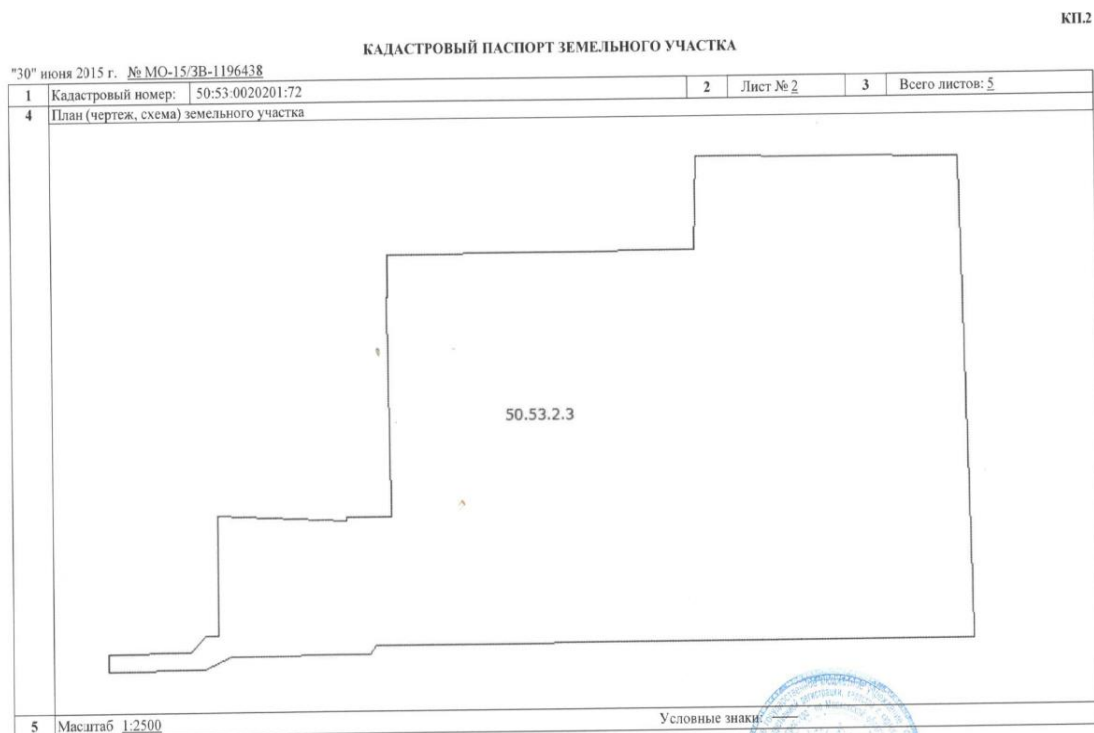 КП.2
КАДАСТРОВЫЙ ПАСПОРТ ЗЕМЕЛЬНОГО УЧАСТКА
"30" июня 2015 г. № МО-15/ЗВ-1196438
1 Кадастровый номер: 50:53:0020201:72 2 Лист № 2 3 Всего листов: 5
4 План (чертеж, схема) земельного участка
50.53.2.3
5 Масштаб 1:2500 Условные знаки: ——